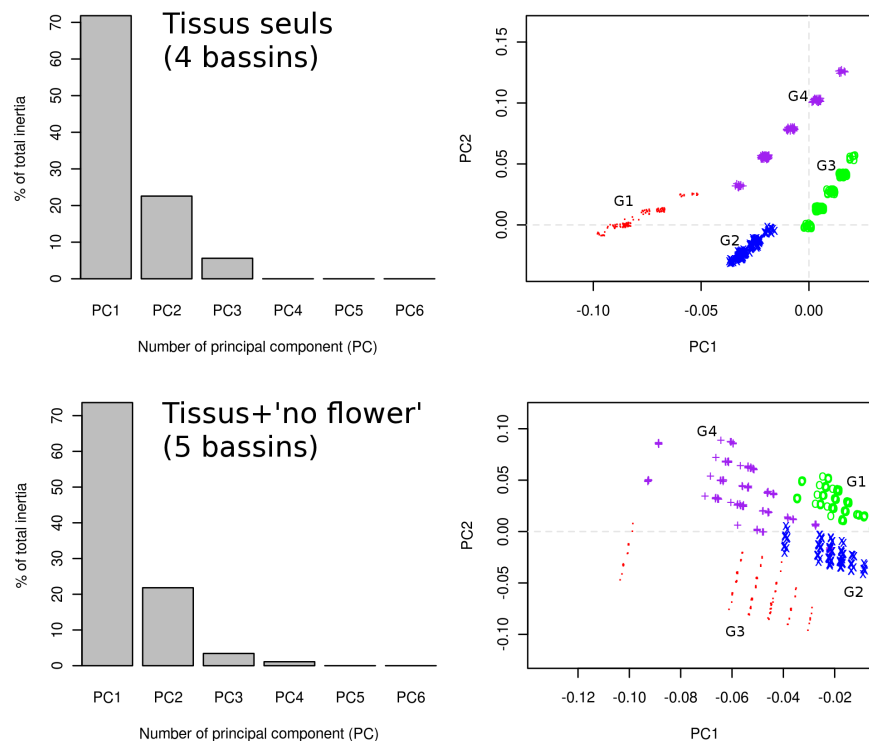 Tissus seuls
(4 bassins)
% of total inertia
0
10
20
30
40
50
60
70
PC1 PC2 PC3 PC4 PC5 PC6
Number of principal component (PC)
PC2
0.00
0.05
0.10
0.15
G4
G3
G1
G2
-0.10 -0.05 0.00
PC1
Tissus+'no flower'
(5 bassins)
% of total inertia
0
10
20
30
40
50
60
70
PC1 PC2 PC3 PC4 PC5 PC6
Number of principal component (PC)
PC2
-0.10
-0.05
0.00
0.05
0.10
G4
G1
G2
G3
-0.12 -0.10 -0.08 -0.06 -0.04 -0.02
PC1